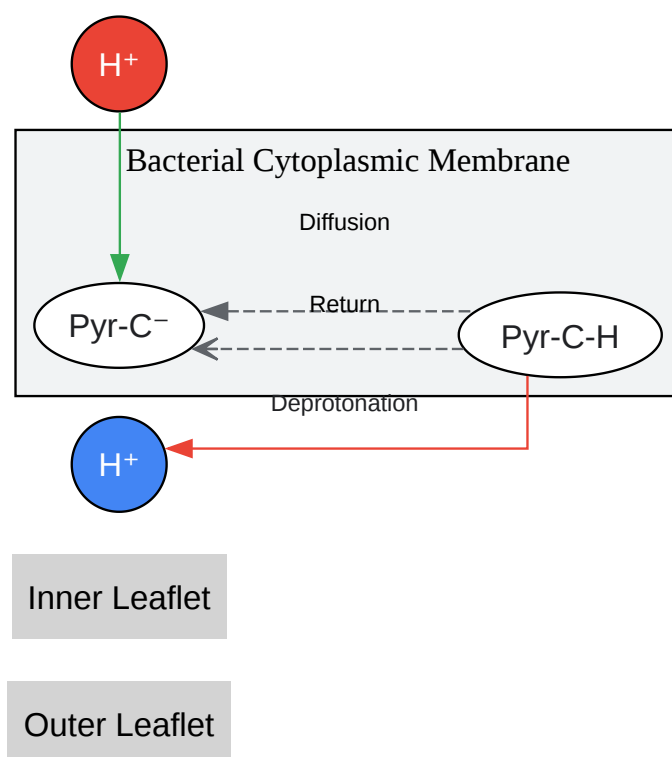 H⁺
Bacterial Cytoplasmic Membrane
Diffusion
Return
Pyr-C⁻
Pyr-C-H
Deprotonation
H⁺
Inner Leaflet
Outer Leaflet